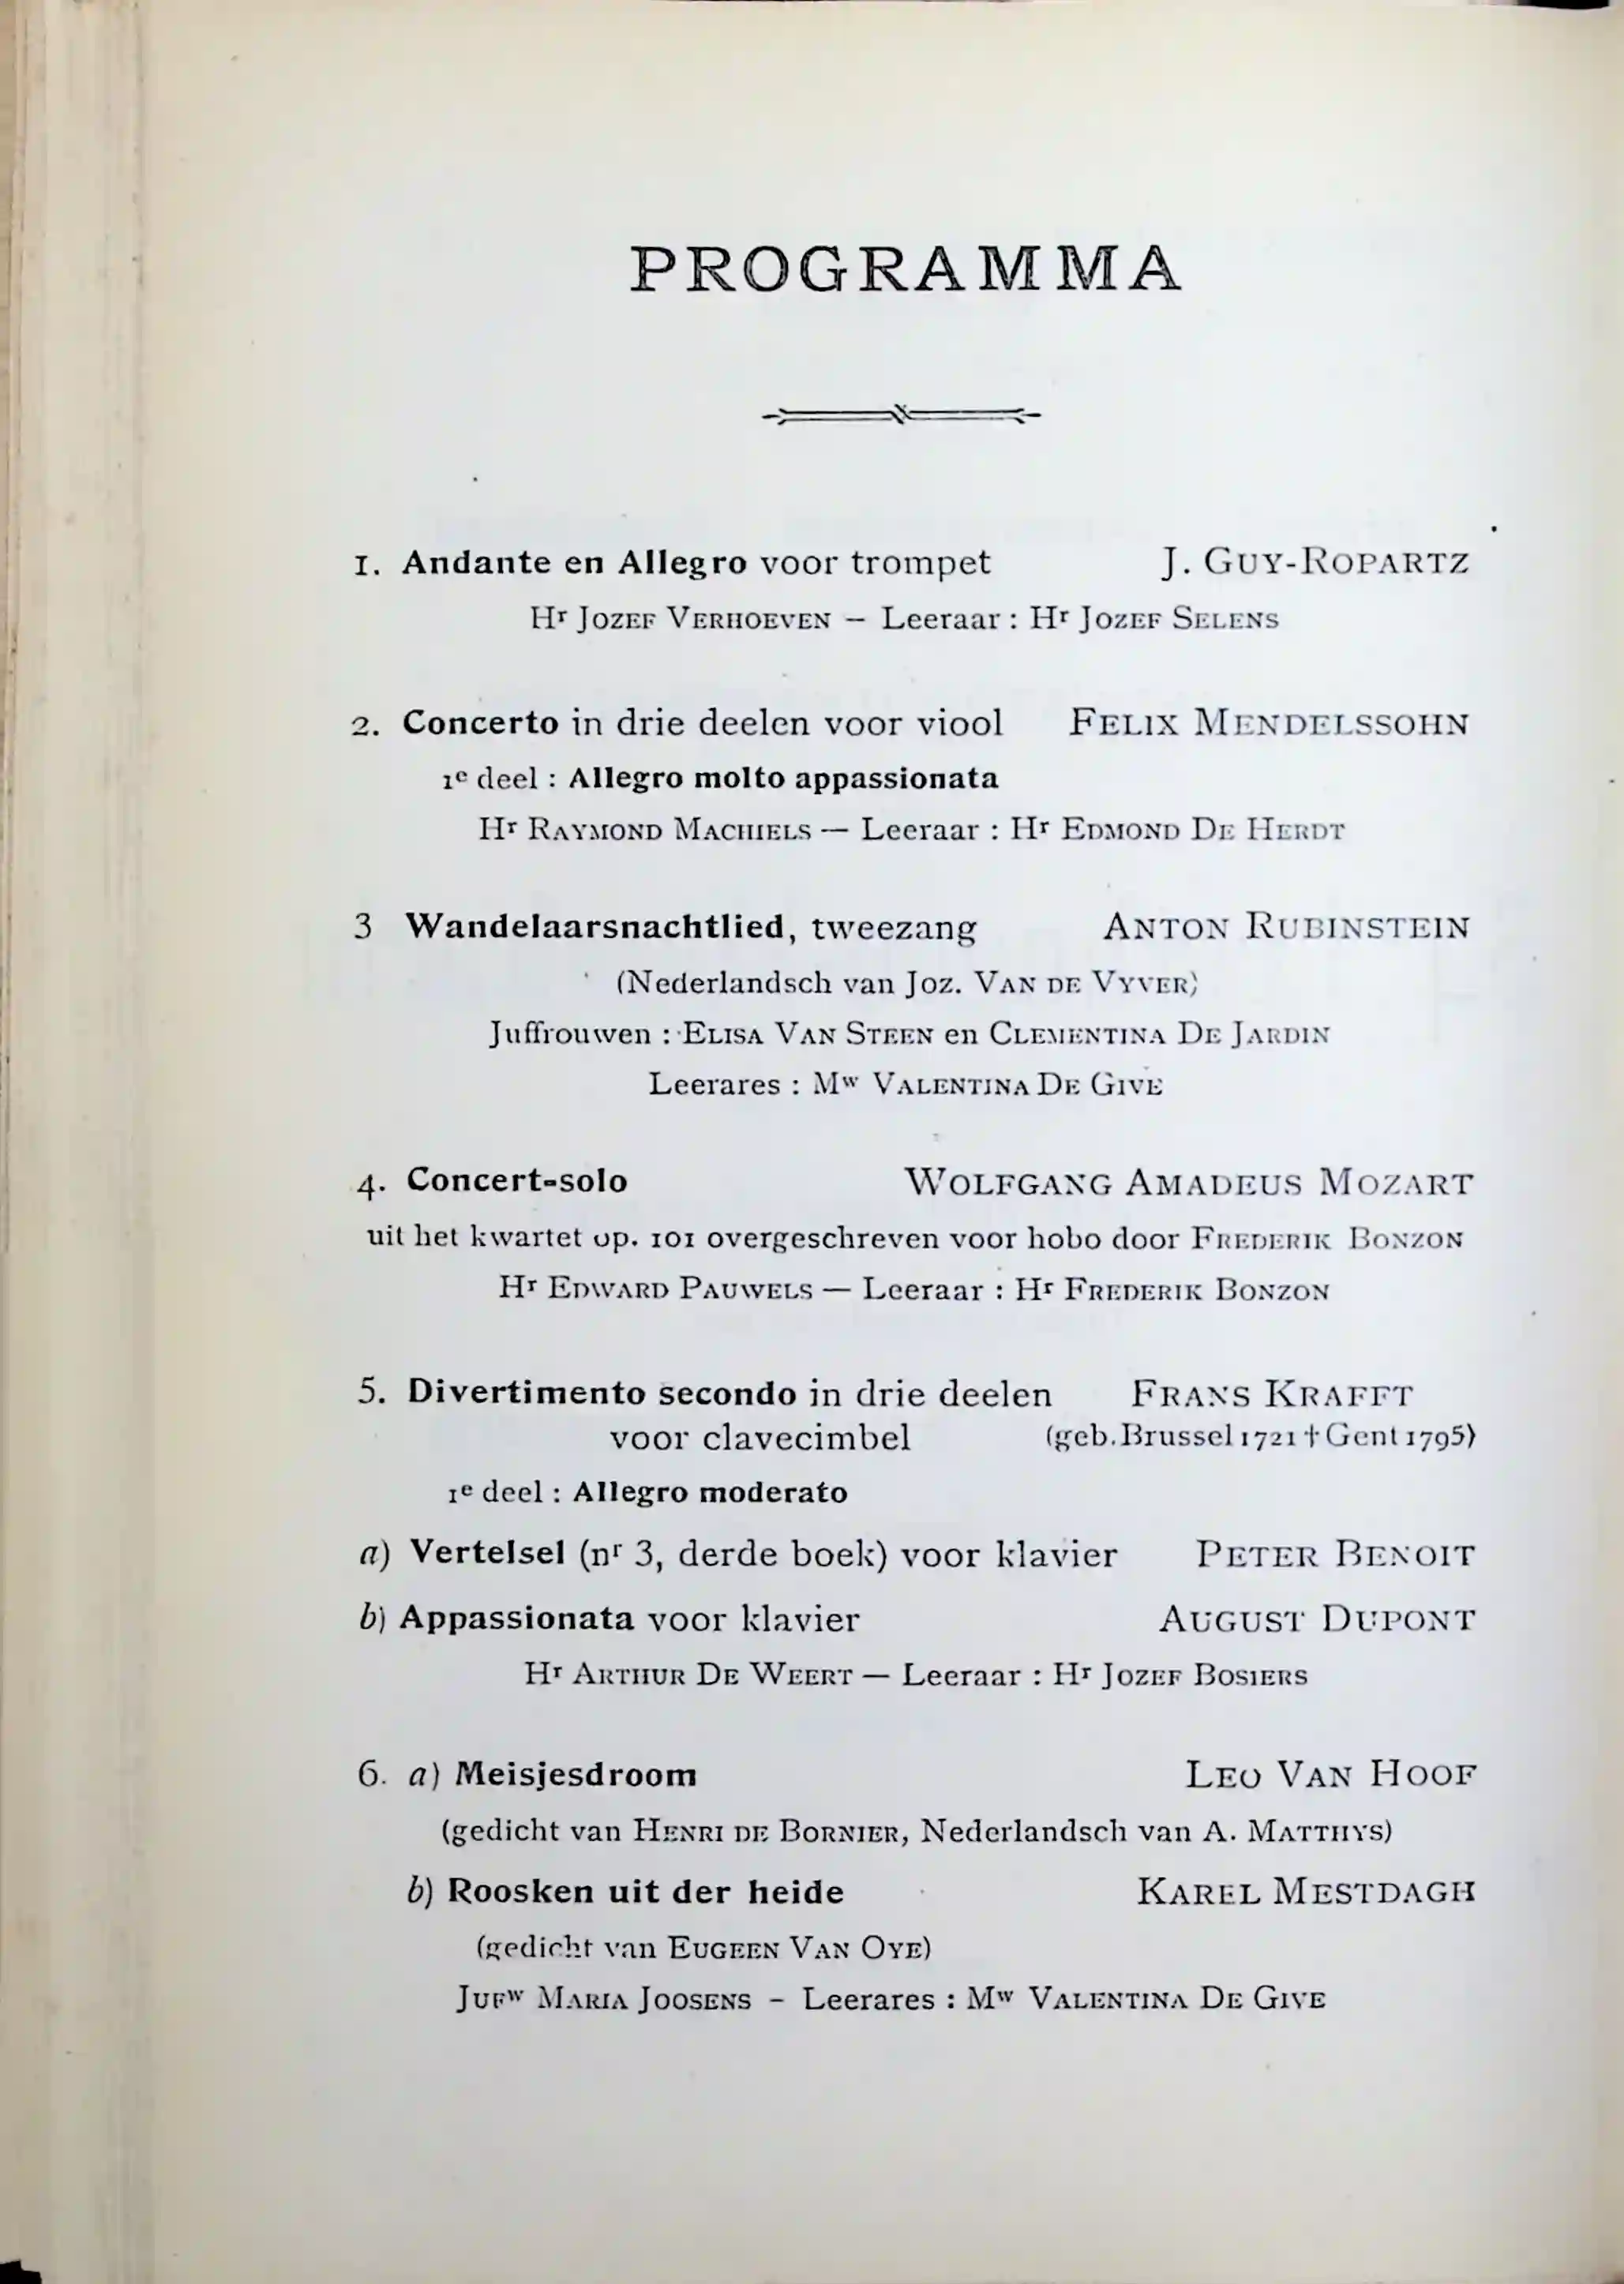 PROGRAMMA
1. Andante en Allegro voor trompet J. GUY-ROPARTZ
Hr JOZEF VERHOEVEN — Leeraar : Hr JOZEF SELENS
2. Concerto in drie deelen voor viool FELIX MENDELSSOHN
1e deel : Allegro molto appassionata
Hr RAYMOND MACHIELS — Leeraar : Hr EDMOND DE HERDT
3 Wandelaarsnachtlied, tweezang ANTON RUBINSTEIN
(Nederlandsch van JOZ. VAN DE VYVER)
Juffrouwen : ELISA VAN STEEN en CLEMENTINA DE JARDIN
Leerares : Mw VALENTINA DE GIVE
4. Concert-solo WOLFGANG AMADEUS MOZART
uit het kwartet op. 101 overgeschreven voor hobo door FREDERIK BONZON
Hr EDWARD PAUWELS — Leeraar : Hr FREDERIK BONZON
5. Divertimento secondo in drie deelen FRANS KRAFFT
voor clavecimbel (geb. Brussel 1721 † Gent 1795)
1e deel : Allegro moderato
a) Vertelsel (nr 3, derde boek) voor klavier PETER BENOIT
b) Appassionata voor klavier AUGUST DUPONT
Hr ARTHUR DE WEERT — Leeraar : Hr JOZEF BOSIERS
6. a) Meisjesdroom LEO VAN HOOF
(gedicht van HENRI DE BORNIER, Nederlandsch van A. MATTHYS)
b) Roosken uit der heide KAREL MESTDAGH
(gedicht van EUGEEN VAN OYE)
JUFw MARIA JOOSENS – Leerares : Mw VALENTINA DE GIVE